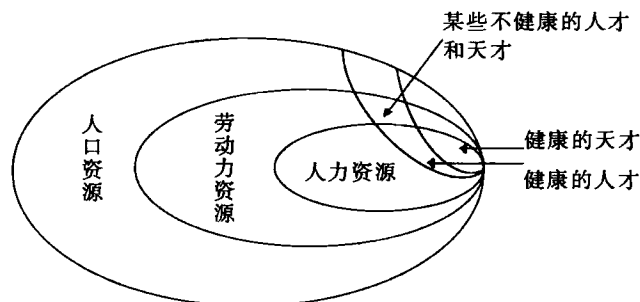 某些不健康的人才
和天才
人口资源
劳动力资源
人力资源
健康的天才
健康的人才